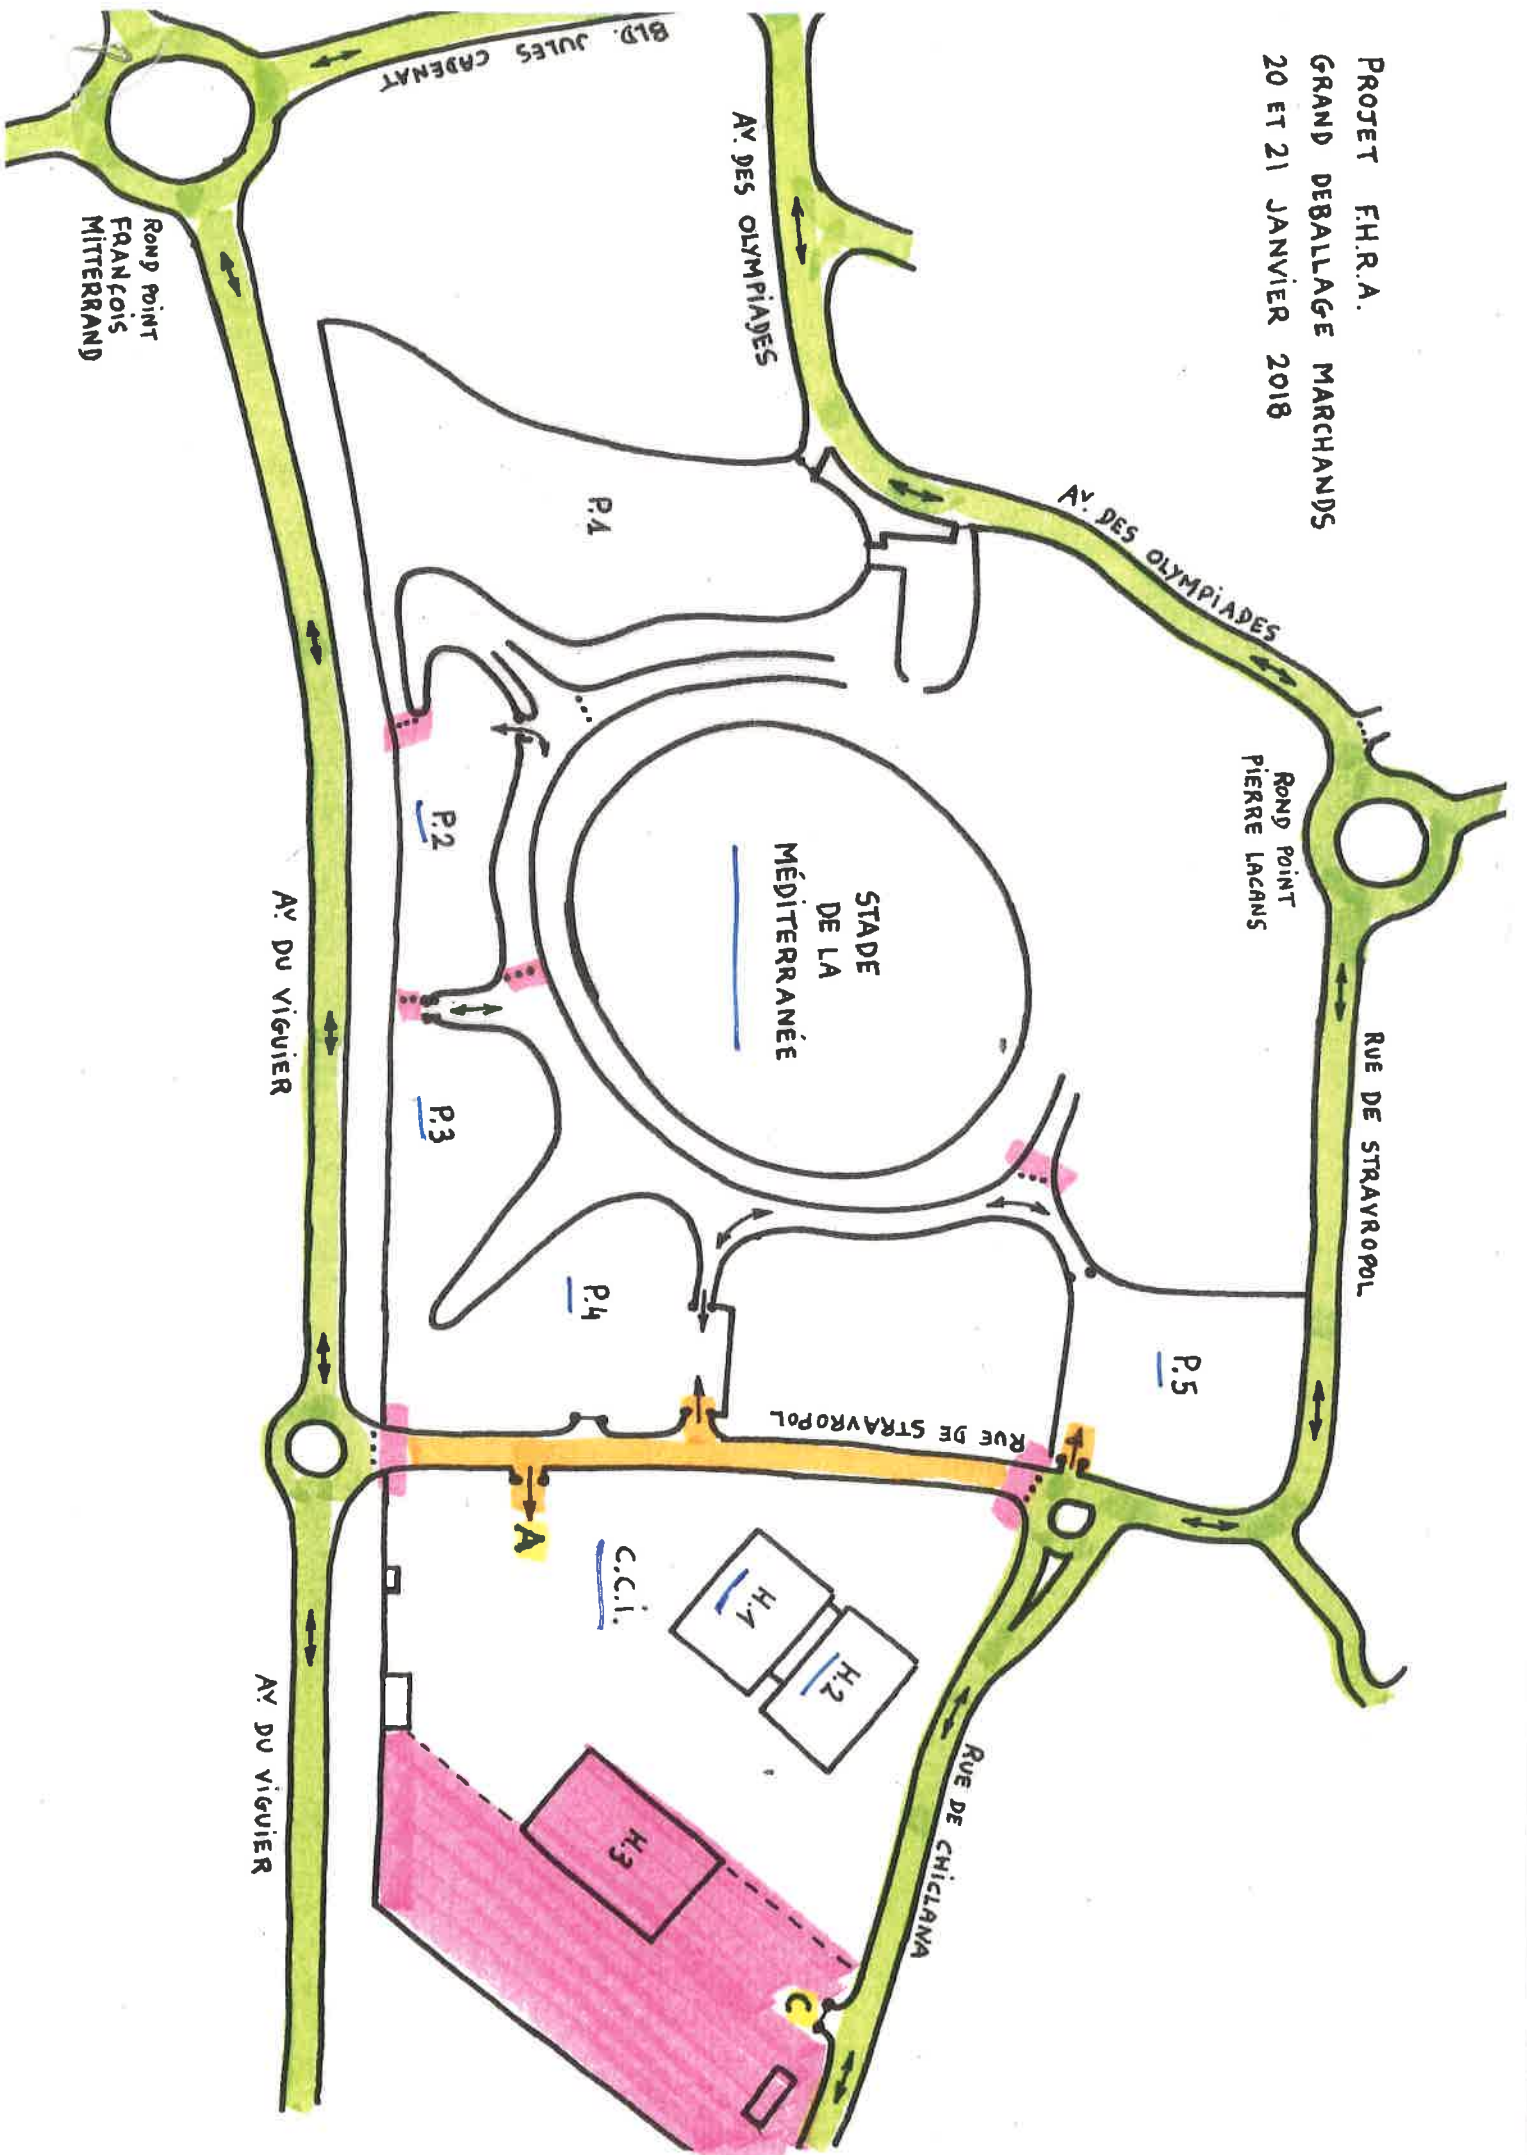 PROJET F.H.R.A.
GRAND DEBALLAGE MARCHANDS
20 ET 21 JANVIER 2018
BLD. JULES CADENAT
AV. DES OLYMPIADES
AV. DES OLYMPIADES
ROND POINT
FRANÇOIS
MITTERRAND
ROND POINT
PIERRE LACANS
RUE DE STRAVROPOL
P.1
P.2
P.3
P.4
P.5
STADE
DE LA
MÉDITERRANÉE
RUE DE STRAVROPOL
AV. DU VIGUIER
AV. DU VIGUIER
A
C.C.I.
H.1
H.2
H.3
C
RUE DE CHICLANA